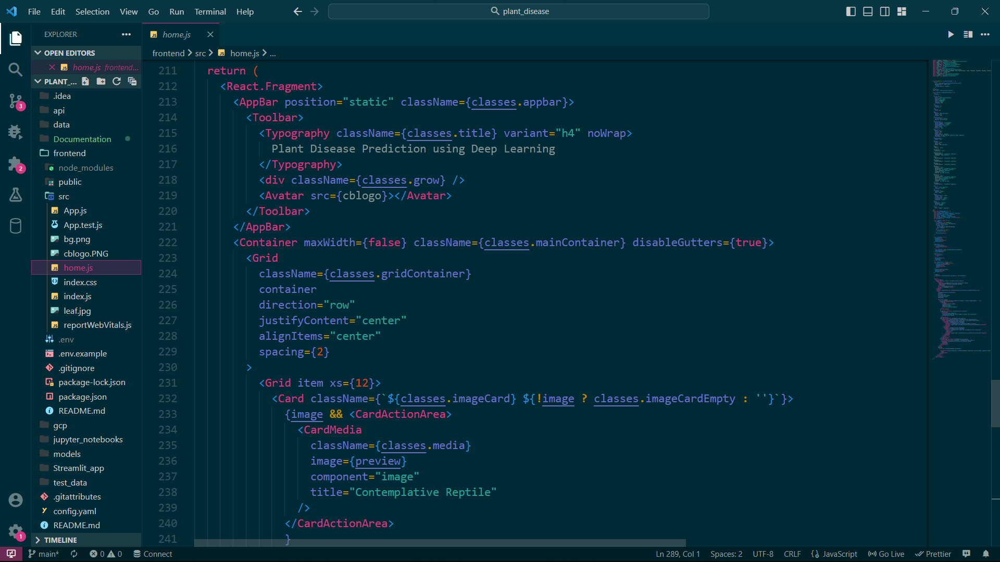 File Edit Selection View Go Run Terminal Help
plant_disease
EXPLORER
OPEN EDITORS
home.js frontend...
PLANT_...
.idea
api
data
Documentation
frontend
node_modules
public
src
App.js
App.test.js
bg.png
cblogo.PNG
home.js
index.css
index.js
leaf.jpg
reportWebVitals.js
.env
.env.example
.gitignore
package-lock.json
package.json
README.md
gcp
jupyter_notebooks
models
Streamlit_app
test_data
.gitattributes
config.yaml
README.md
TIMELINE
3
2
1
home.js
frontend > src > home.js > ...
211 return (
212 <React.Fragment>
213 <AppBar position="static" className={classes.appbar}>
214 <Toolbar>
215 <Typography className={classes.title} variant="h4" noWrap>
216 Plant Disease Prediction using Deep Learning
217 </Typography>
218 <div className={classes.grow} />
219 <Avatar src={cblogo}></Avatar>
220 </Toolbar>
221 </AppBar>
222 <Container maxWidth={false} className={classes.mainContainer} disableGutters={true}>
223 <Grid
224 className={classes.gridContainer}
225 container
226 direction="row"
227 justifyContent="center"
228 alignItems="center"
229 spacing={2}
230 >
231 <Grid item xs={12}>
232 <Card className={`${classes.imageCard} ${!image ? classes.imageCardEmpty : ''}`}>
233 {image && <CardActionArea>
234 <CardMedia
235 className={classes.media}
236 image={preview}
237 component="image"
238 title="Contemplative Reptile"
239 />
240 </CardActionArea>
241 }
main* 0 0 Connect
Ln 289, Col 1 Spaces: 2 UTF-8 CRLF {} JavaScript Go Live Prettier